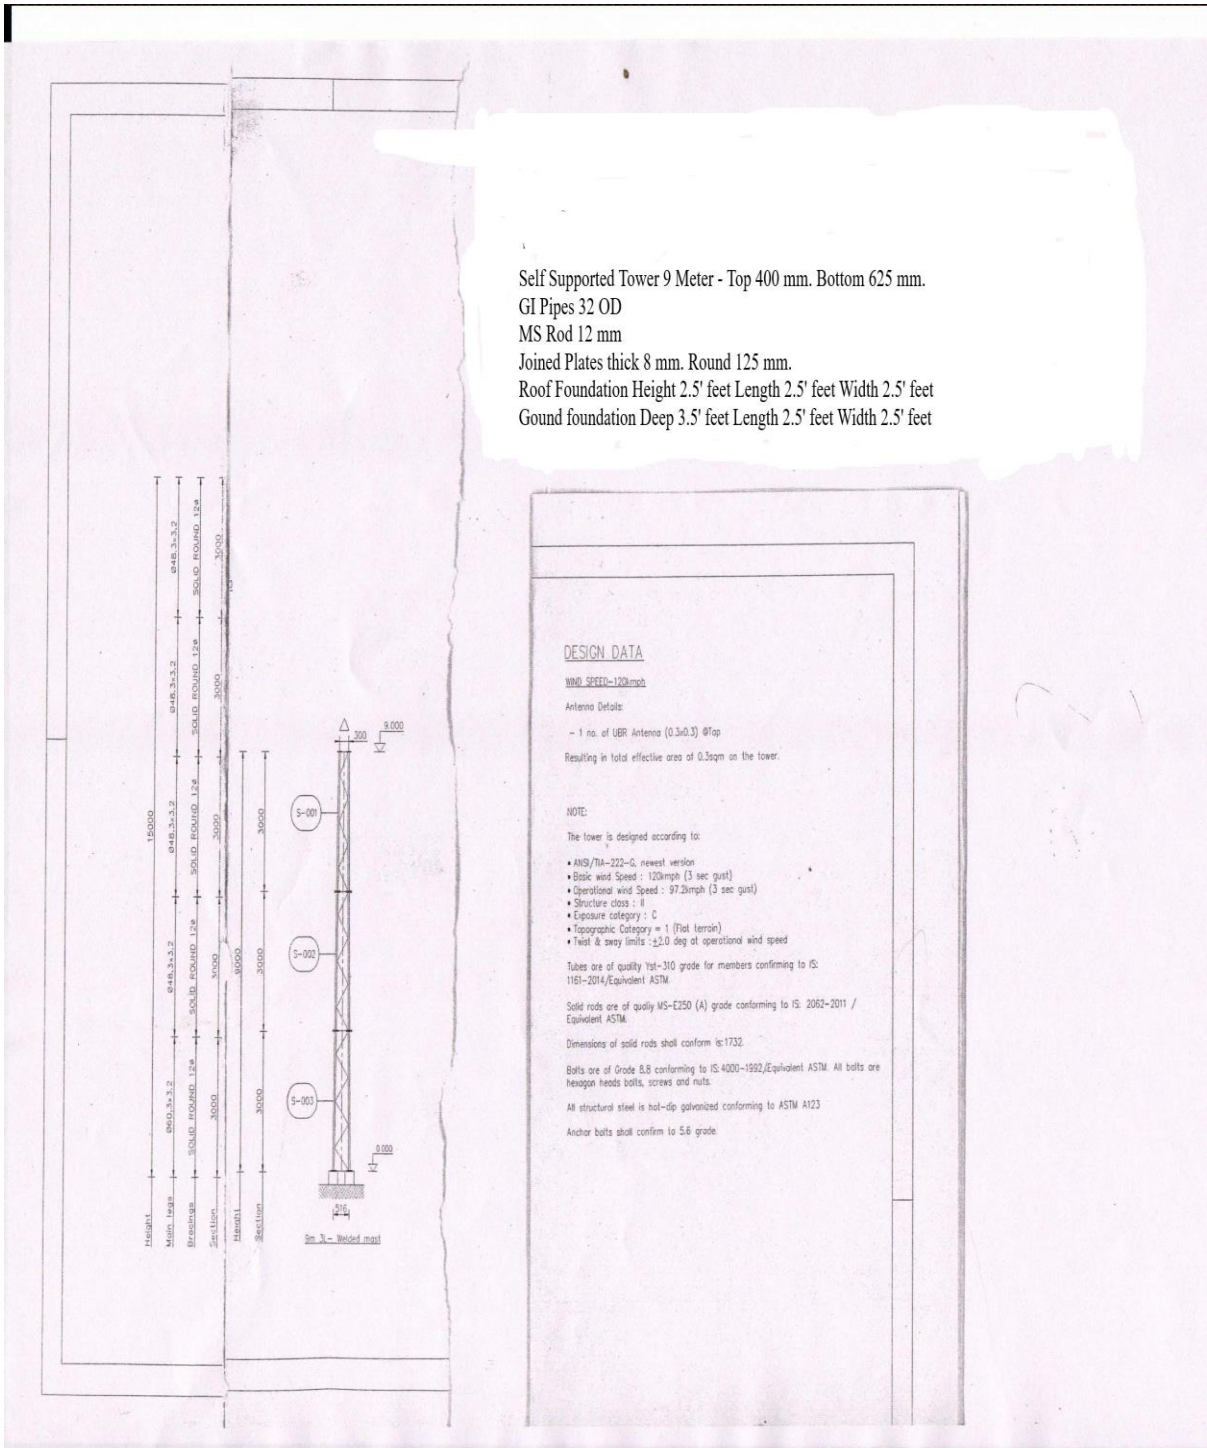 Self Supported Tower 9 Meter - Top 400 mm. Bottom 625 mm.
GI Pipes 32 OD
MS Rod 12 mm
Joined Plates thick 8 mm. Round 125 mm.
Roof Foundation Height 2.5' feet Length 2.5' feet Width 2.5' feet
Gound foundation Deep 3.5' feet Length 2.5' feet Width 2.5' feet
Height
15000
Main legs
Ø60.3x3.2
Ø48.3x3.2
Ø48.3x3.2
Ø48.3x3.2
Ø48.3x3.2
Bracings
SOLID ROUND 12ø
SOLID ROUND 12ø
SOLID ROUND 12ø
SOLID ROUND 12ø
SOLID ROUND 12ø
Section
3000
3000
3000
3000
3000
Height
9000
Section
3000
3000
3000
300
9.000
S-001
S-002
S-003
0.000
516
9m 3L- Welded mast
DESIGN DATA
WIND SPEED-120kmph
Antenna Details:
- 1 no. of UBR Antenna (0.3x0.3) @Top
Resulting in total effective area of 0.3sqm on the tower.
NOTE:
The tower is designed according to:
• ANSI/TIA-222-G, newest version
• Basic wind Speed : 120kmph (3 sec gust)
• Operational wind Speed : 97.2kmph (3 sec gust)
• Structure class : II
• Exposure category : C
• Topographic Category = 1 (Flat terrain)
• Twist & sway limits :±2.0 deg at operational wind speed
Tubes are of quality Yst-310 grade for members confirming to IS:
1161-2014/Equivalent ASTM
Solid rods are of qualiy MS-E250 (A) grade conforming to IS: 2062-2011 /
Equivalent ASTM.
Dimensions of solid rods shall conform is:1732.
Bolts are of Grade 8.8 conforming to IS:4000-1992/Equivalent ASTM. All bolts are
hexagon heads bolts, screws and nuts.
All structural steel is hot-dip galvanized conforming to ASTM A123
Anchor bolts shall confirm to 5.6 grade.